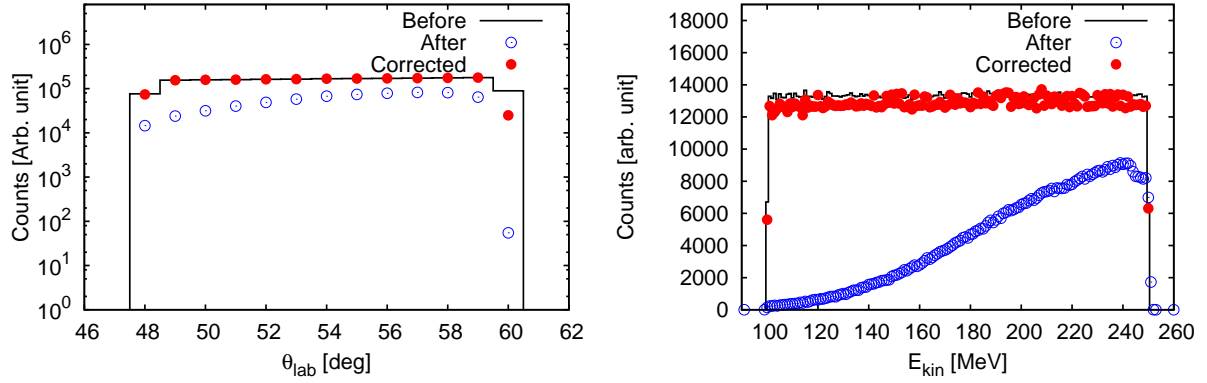 Before
After
Corrected
10^6
10^5
10^4
10^3
10^2
10^1
10^0
Counts [Arb. unit]
46 48 50 52 54 56 58 60 62
θ_lab [deg]
Before
After
Corrected
18000
16000
14000
12000
10000
8000
6000
4000
2000
0
Counts [arb. unit]
100 120 140 160 180 200 220 240 260
E_kin [MeV]